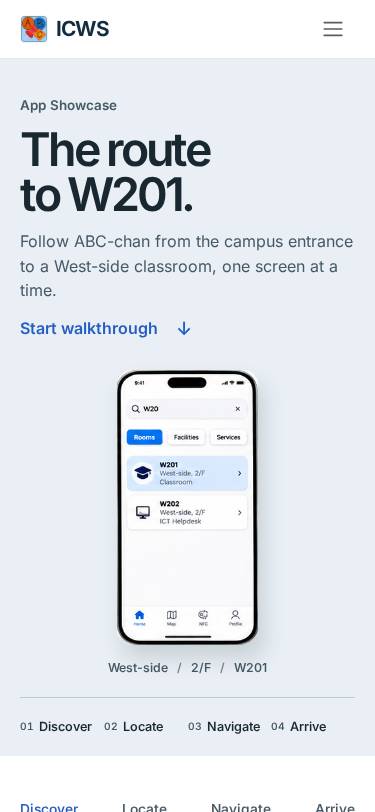 ICWS
App Showcase
The route
to W201.
Follow ABC-chan from the campus entrance
to a West-side classroom, one screen at a
time.
Start walkthrough ↓
9:41
W20 ×
Rooms Facilities Services
W201
West-side, 2/F
Classroom
W202
West-side, 2/F
ICT Helpdesk
Home Map NFC Profile
West-side / 2/F / W201
01 Discover 02 Locate 03 Navigate 04 Arrive
Discover Locate Navigate Arrive